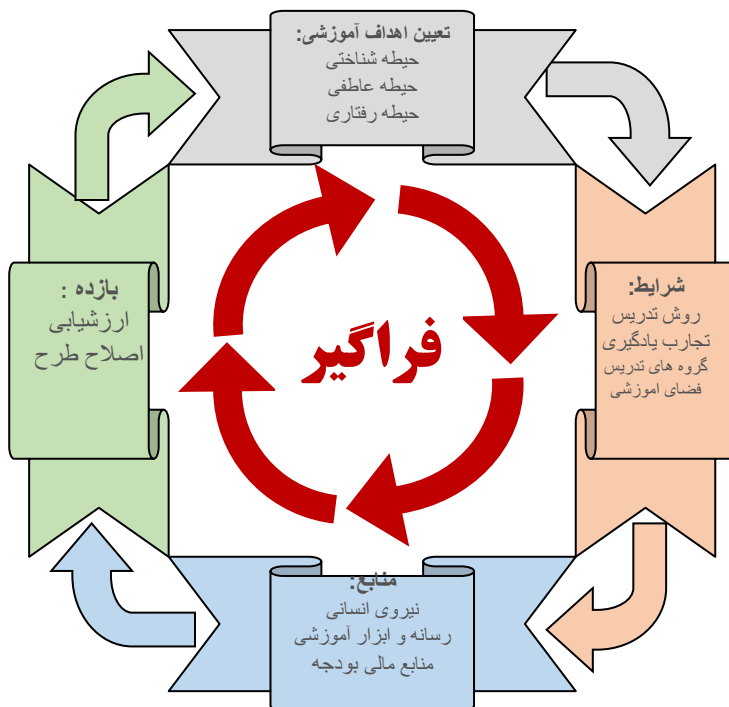 تعیین اهداف آموزشی:
حیطه شناختی
حیطه عاطفی
حیطه رفتاری
شرایط:
روش تدریس
تجارب یادگیری
گروه های تدریس
فضای اموزشی
منابع:
نیروی انسانی
رسانه و ابزار آموزشی
منابع مالی بودجه
بازده :
ارزشیابی
اصلاح طرح
فراگیر